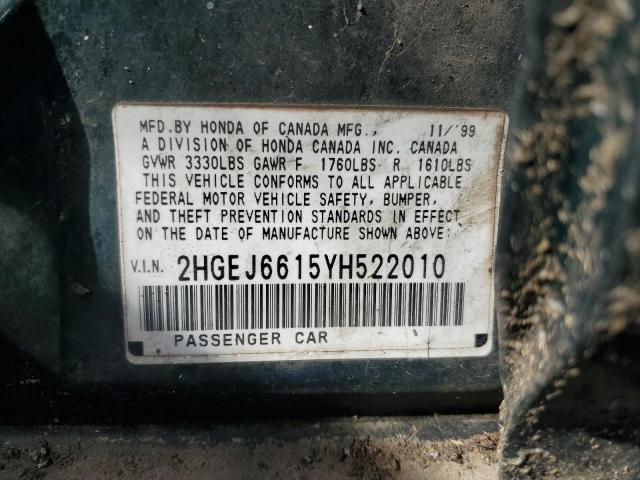 MFD.BY HONDA OF CANADA MFG., 11/'99
A DIVISION OF HONDA CANADA INC. CANADA
GVWR 3330LBS GAWR F 1760LBS R 1610LBS
THIS VEHICLE CONFORMS TO ALL APPLICABLE
FEDERAL MOTOR VEHICLE SAFETY, BUMPER,
AND THEFT PREVENTION STANDARDS IN EFFECT
ON THE DATE OF MANUFACTURE SHOWN ABOVE:
V.I.N. 2HGEJ6615YH522010
PASSENGER CAR